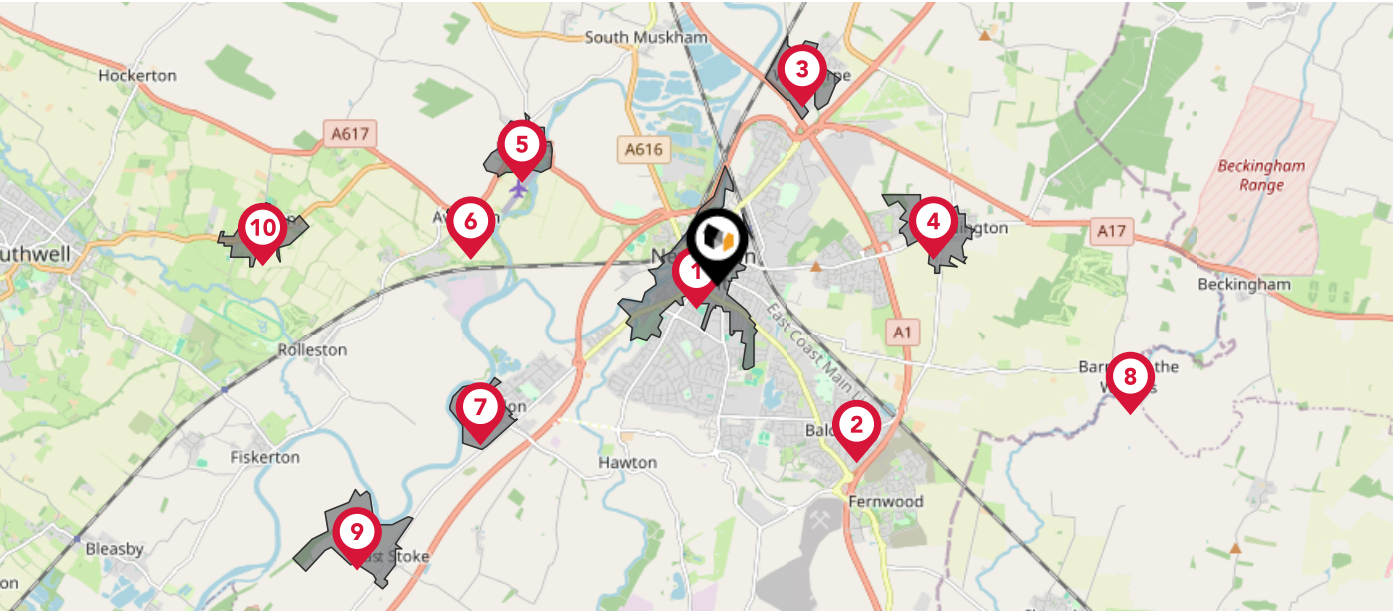 South Muskham
3
Hockerton
A617
5
A616
Beckingham
Range
10
6
4
A17
uthwell
1
Beckingham
East Coast Main L
A1
Rolleston
8
7
2
Fiskerton
Hawton
Fernwood
9
Bleasby